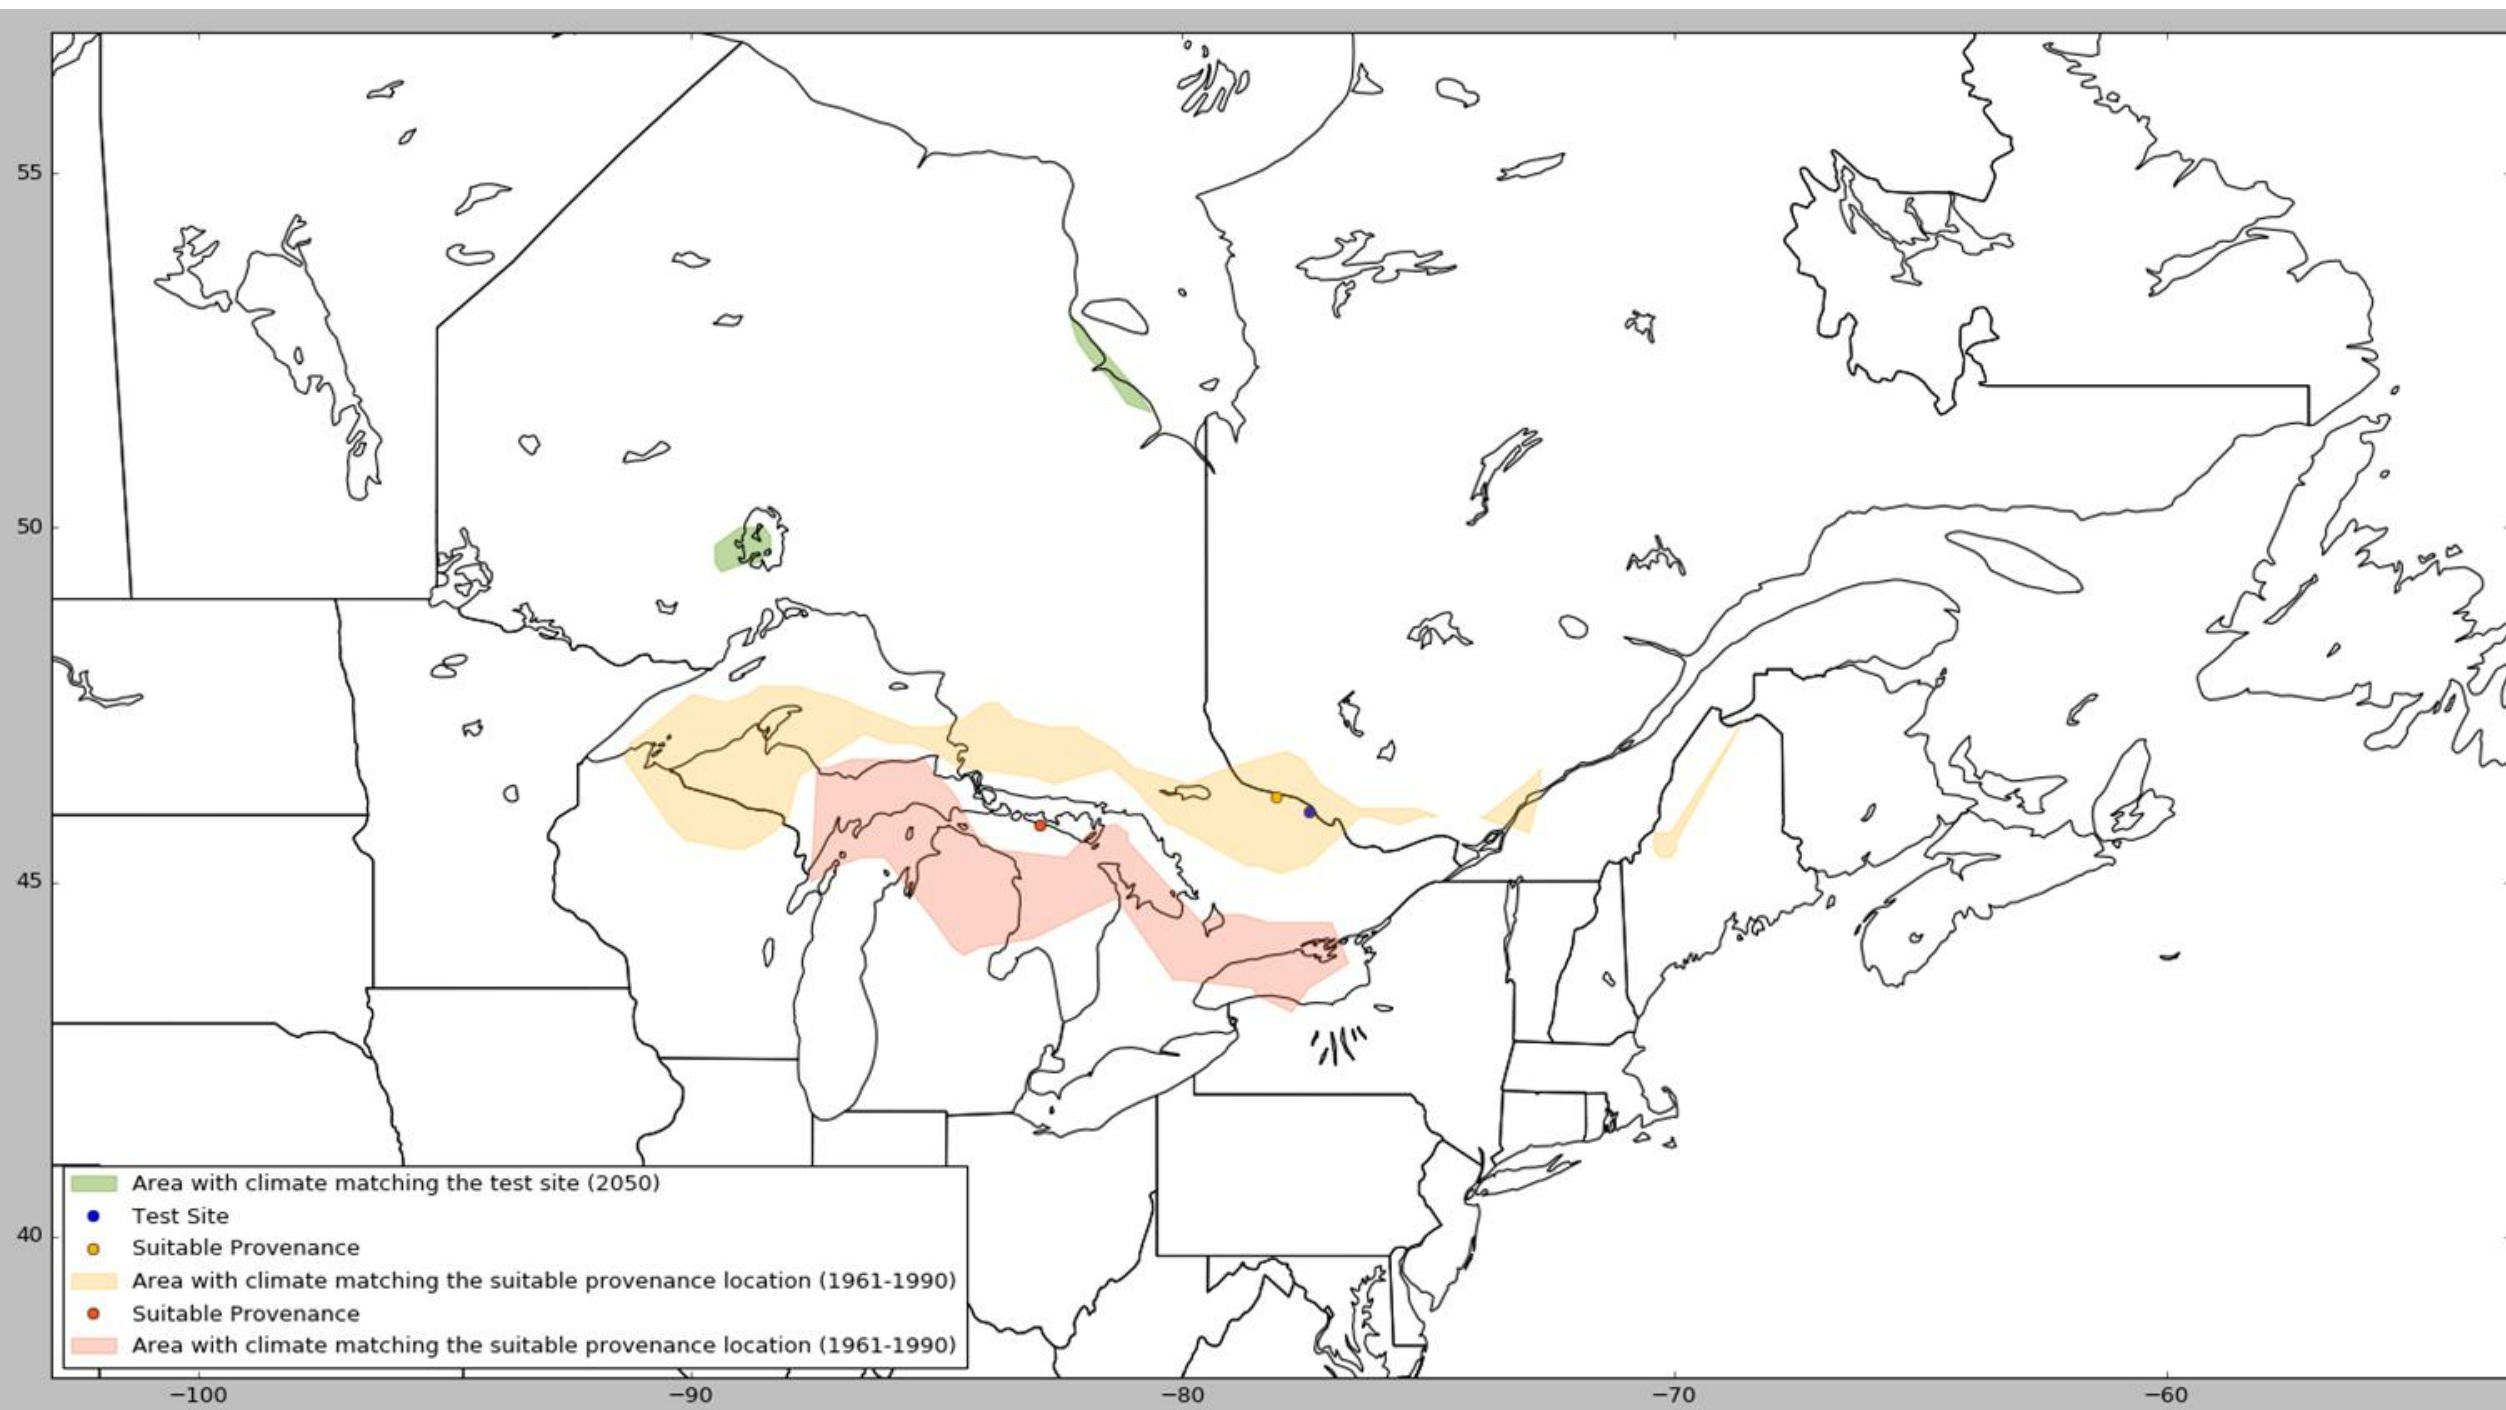 55
50
45
40
−100
−90
−80
−70
−60
Area with climate matching the test site (2050)
Test Site
Suitable Provenance
Area with climate matching the suitable provenance location (1961-1990)
Suitable Provenance
Area with climate matching the suitable provenance location (1961-1990)